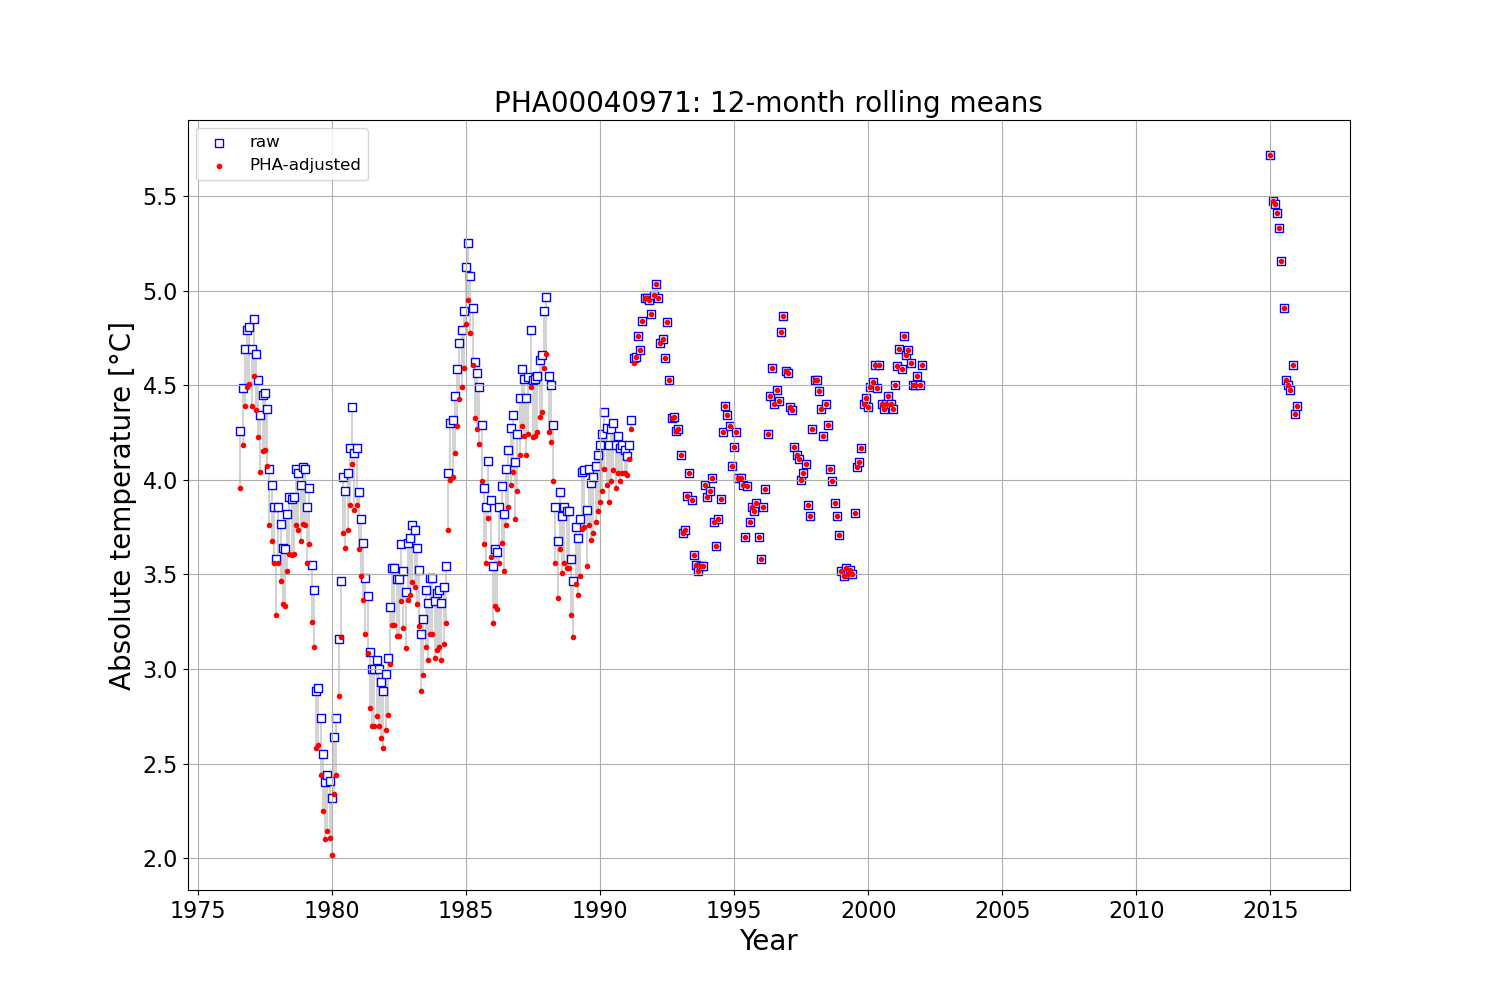 PHA00040971: 12-month rolling means
raw
PHA-adjusted
Absolute temperature [°C]
5.5
5.0
4.5
4.0
3.5
3.0
2.5
2.0
1975 1980 1985 1990 1995 2000 2005 2010 2015
Year